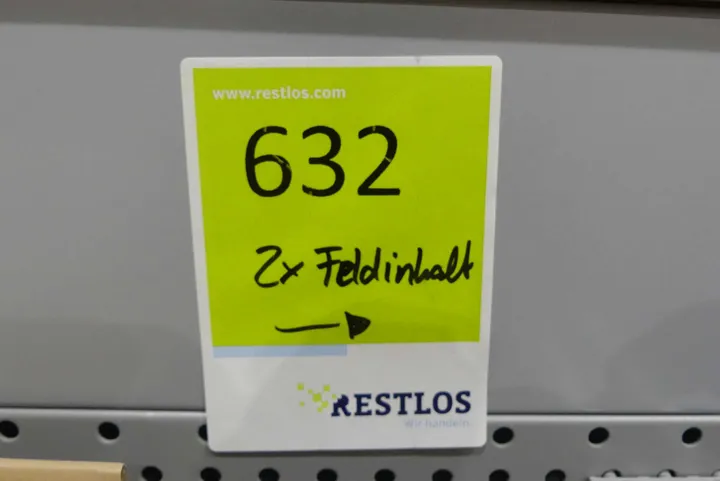 www.restlos.com
632
2x Feldinhalt
RESTLOS
Wir handeln.